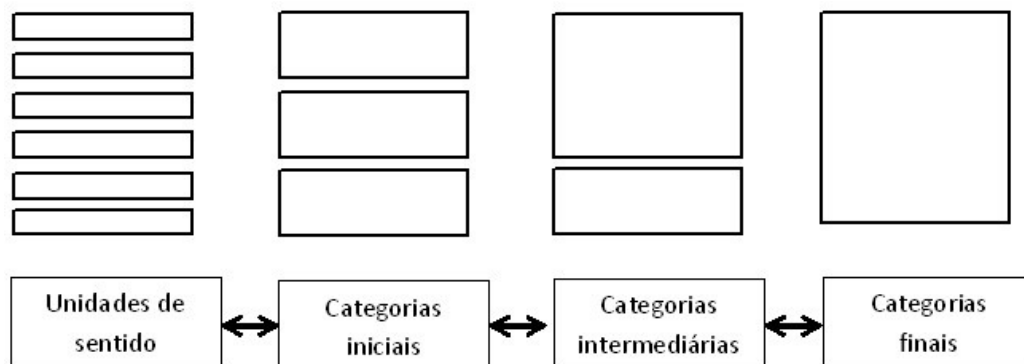 Unidades de
sentido
Categorias
iniciais
Categorias
intermediárias
Categorias
finais